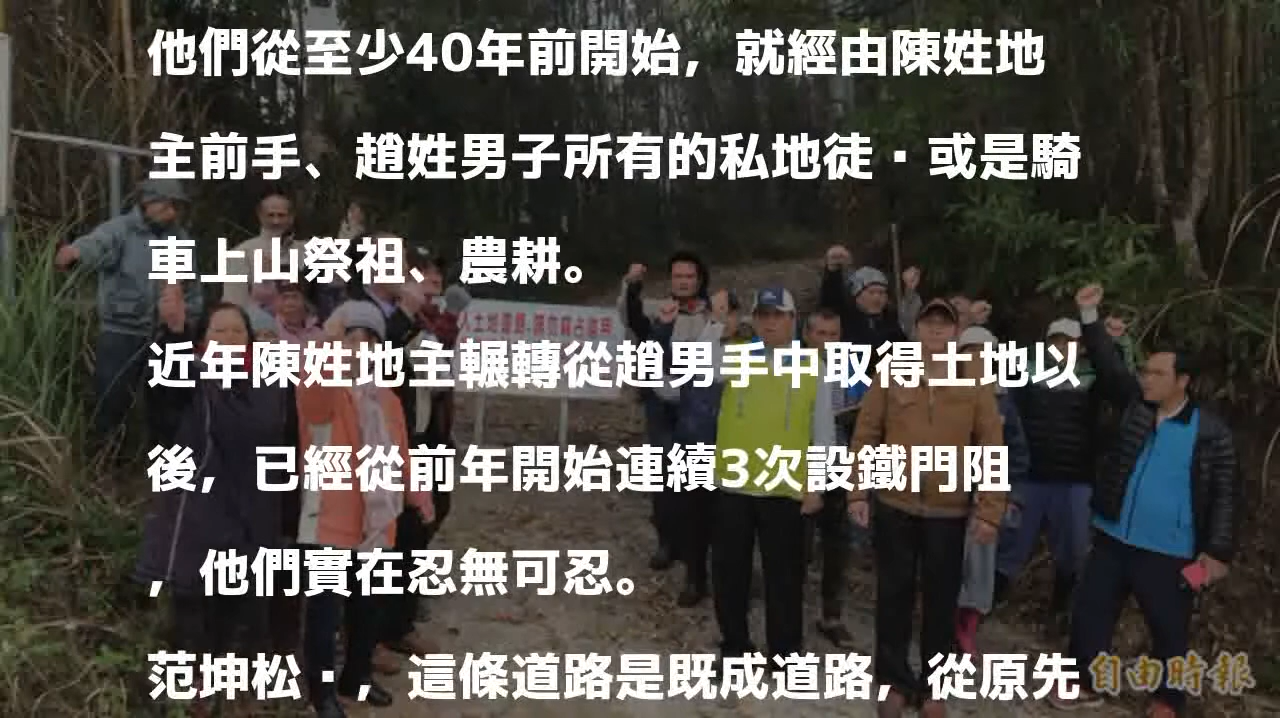 他們從至少40年前開始，就經由陳姓地
主前手、趙姓男子所有的私地徒▪或是騎
車上山祭祖、農耕。
近年陳姓地主輾轉從趙男手中取得土地以
後，已經從前年開始連續3次設鐵門阻
，他們實在忍無可忍。
范坤松▪，這條道路是既成道路，從原先
自由時報